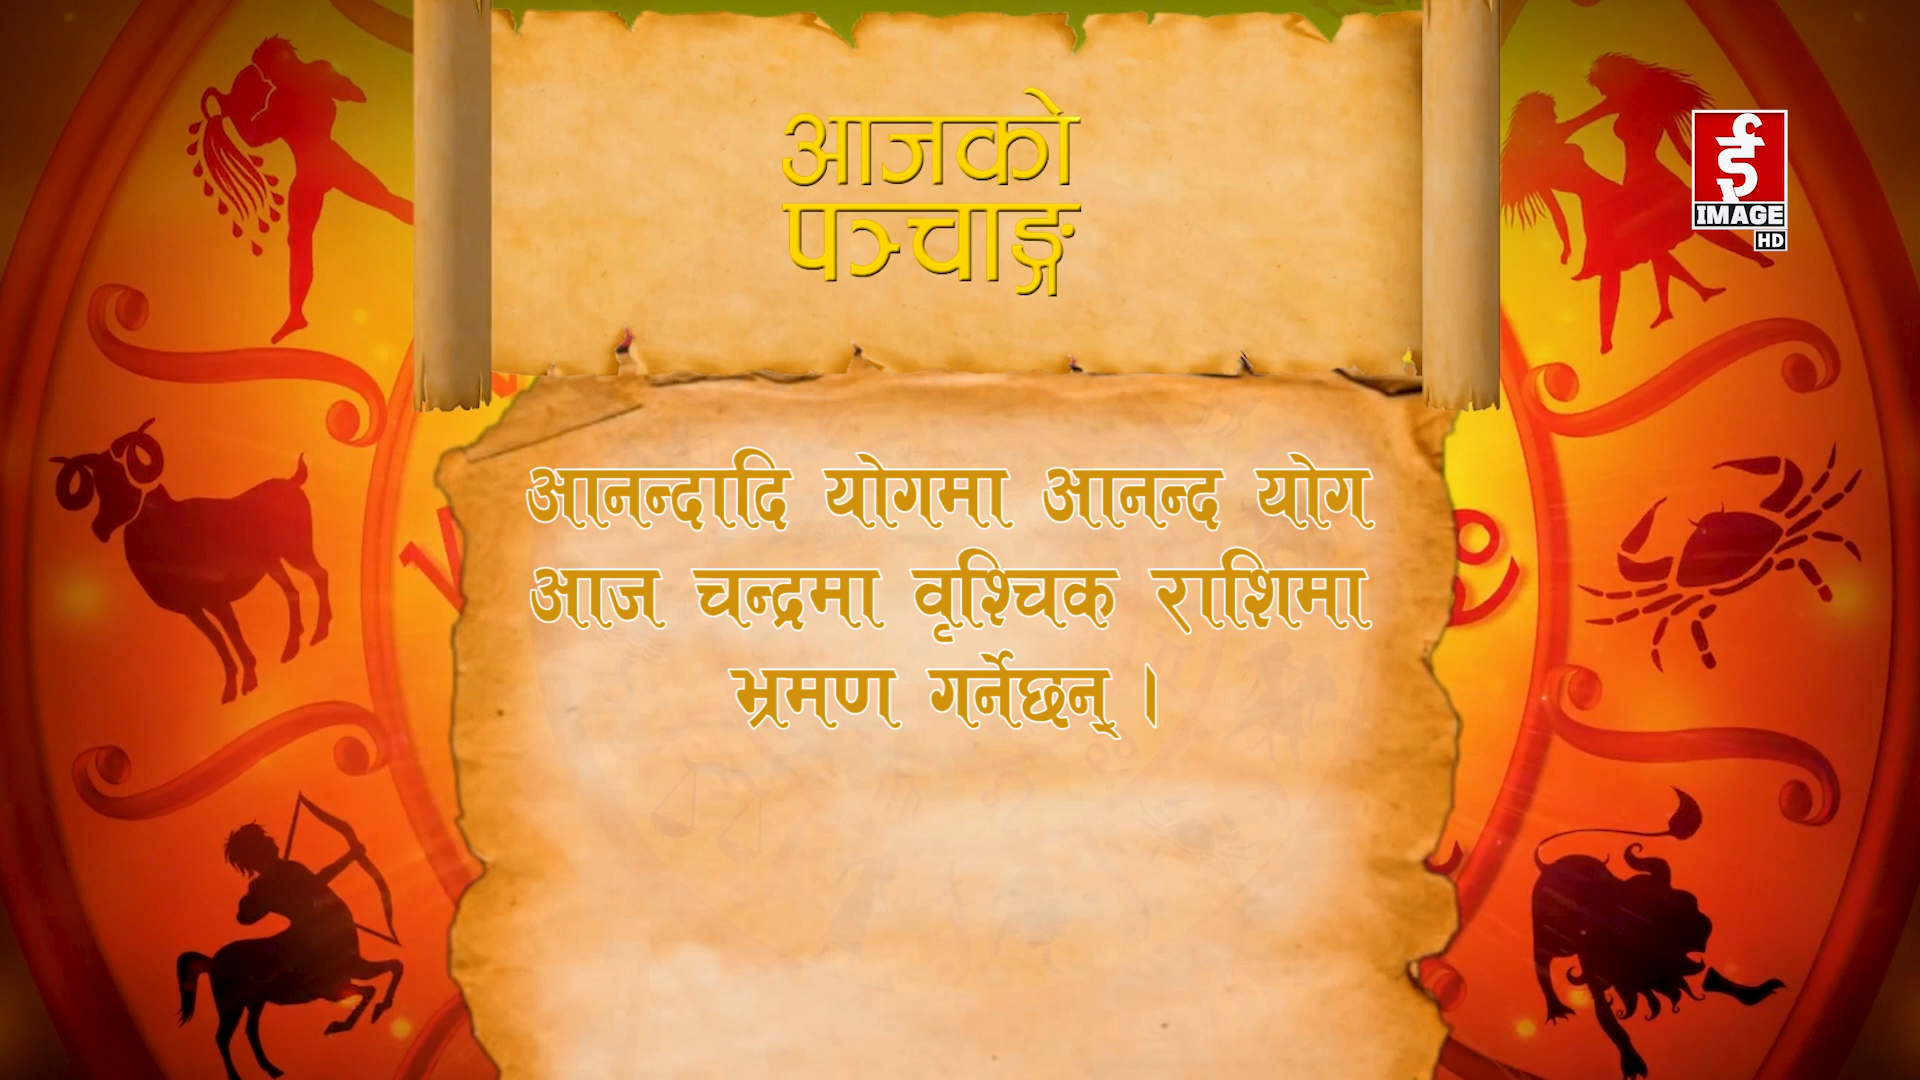 आजको
पञ्चाङ्ग
ई
IMAGE
HD
आनन्दादि योगमा आनन्द योग
आज चन्द्रमा वृश्चिक राशिमा
भ्रमण गर्नेछन् ।